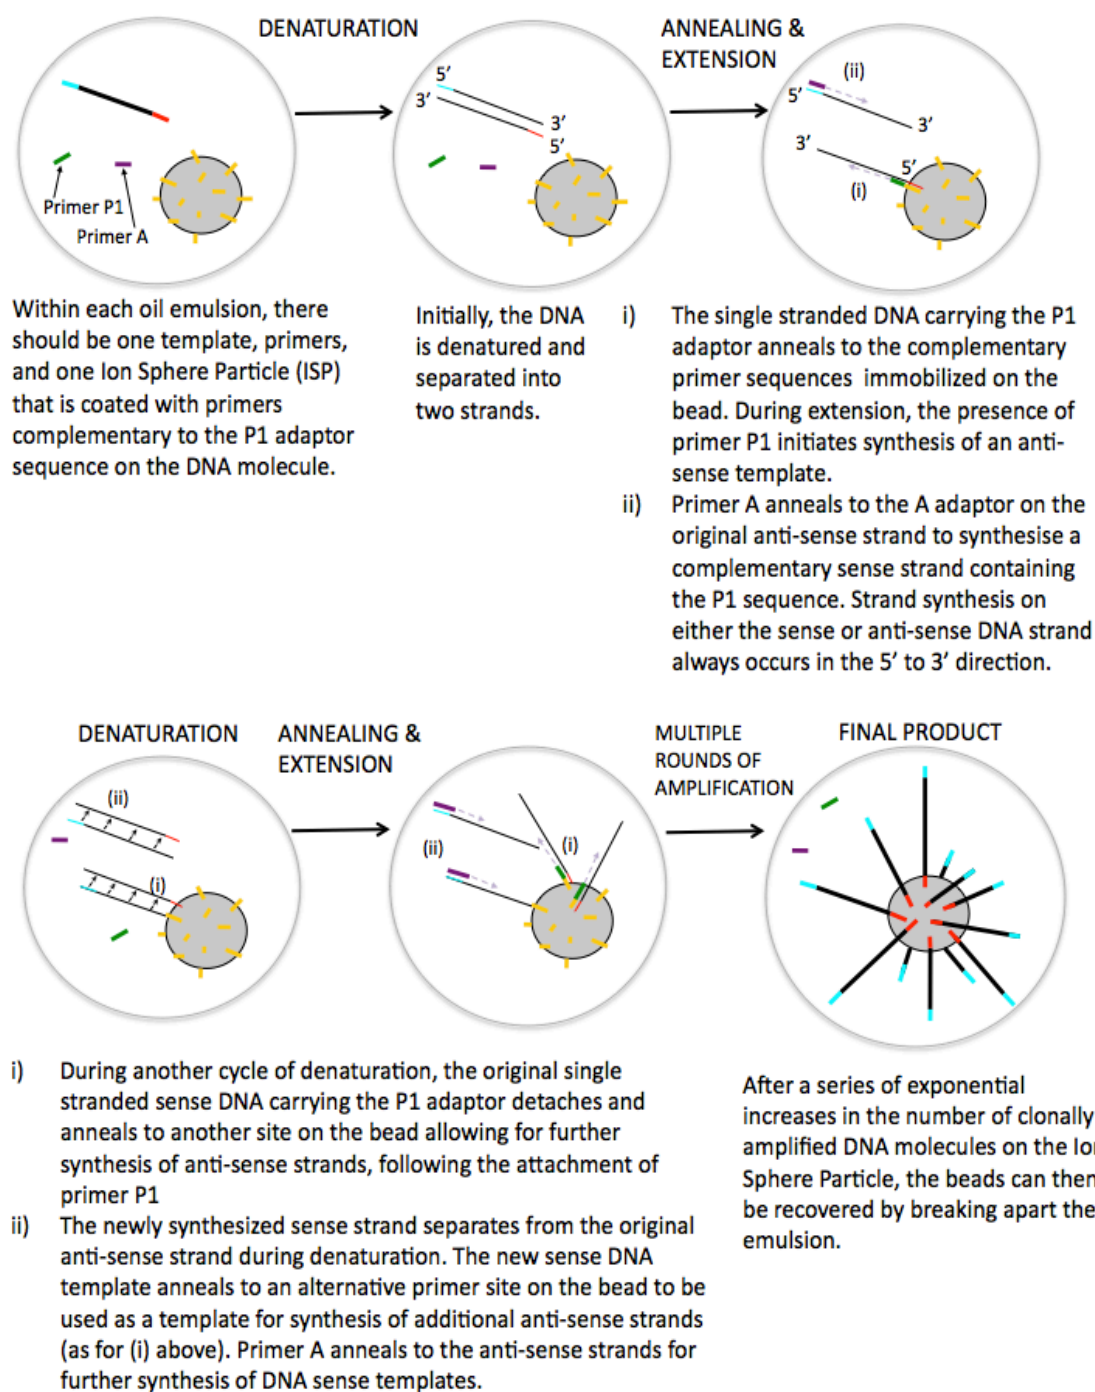 DENATURATION
ANNEALING &
EXTENSION
5’
3’
3’
5’
(ii)
5’
3’
3’
5’
(i)
Primer P1
Primer A
Within each oil emulsion, there
should be one template, primers,
and one Ion Sphere Particle (ISP)
that is coated with primers
complementary to the P1 adaptor
sequence on the DNA molecule.
Initially, the DNA
is denatured and
separated into
two strands.
i) The single stranded DNA carrying the P1
adaptor anneals to the complementary
primer sequences immobilized on the
bead. During extension, the presence of
primer P1 initiates synthesis of an anti-
sense template.
ii) Primer A anneals to the A adaptor on the
original anti-sense strand to synthesise a
complementary sense strand containing
the P1 sequence. Strand synthesis on
either the sense or anti-sense DNA strand
always occurs in the 5’ to 3’ direction.
DENATURATION
ANNEALING &
EXTENSION
MULTIPLE
ROUNDS OF
AMPLIFICATION
FINAL PRODUCT
(ii)
(i)
(ii)
(i)
i) During another cycle of denaturation, the original single
stranded sense DNA carrying the P1 adaptor detaches and
anneals to another site on the bead allowing for further
synthesis of anti-sense strands, following the attachment of
primer P1
ii) The newly synthesized sense strand separates from the original
anti-sense strand during denaturation. The new sense DNA
template anneals to an alternative primer site on the bead to be
used as a template for synthesis of additional anti-sense strands
(as for (i) above). Primer A anneals to the anti-sense strands for
further synthesis of DNA sense templates.
After a series of exponential
increases in the number of clonally
amplified DNA molecules on the Ion
Sphere Particle, the beads can then
be recovered by breaking apart the
emulsion.